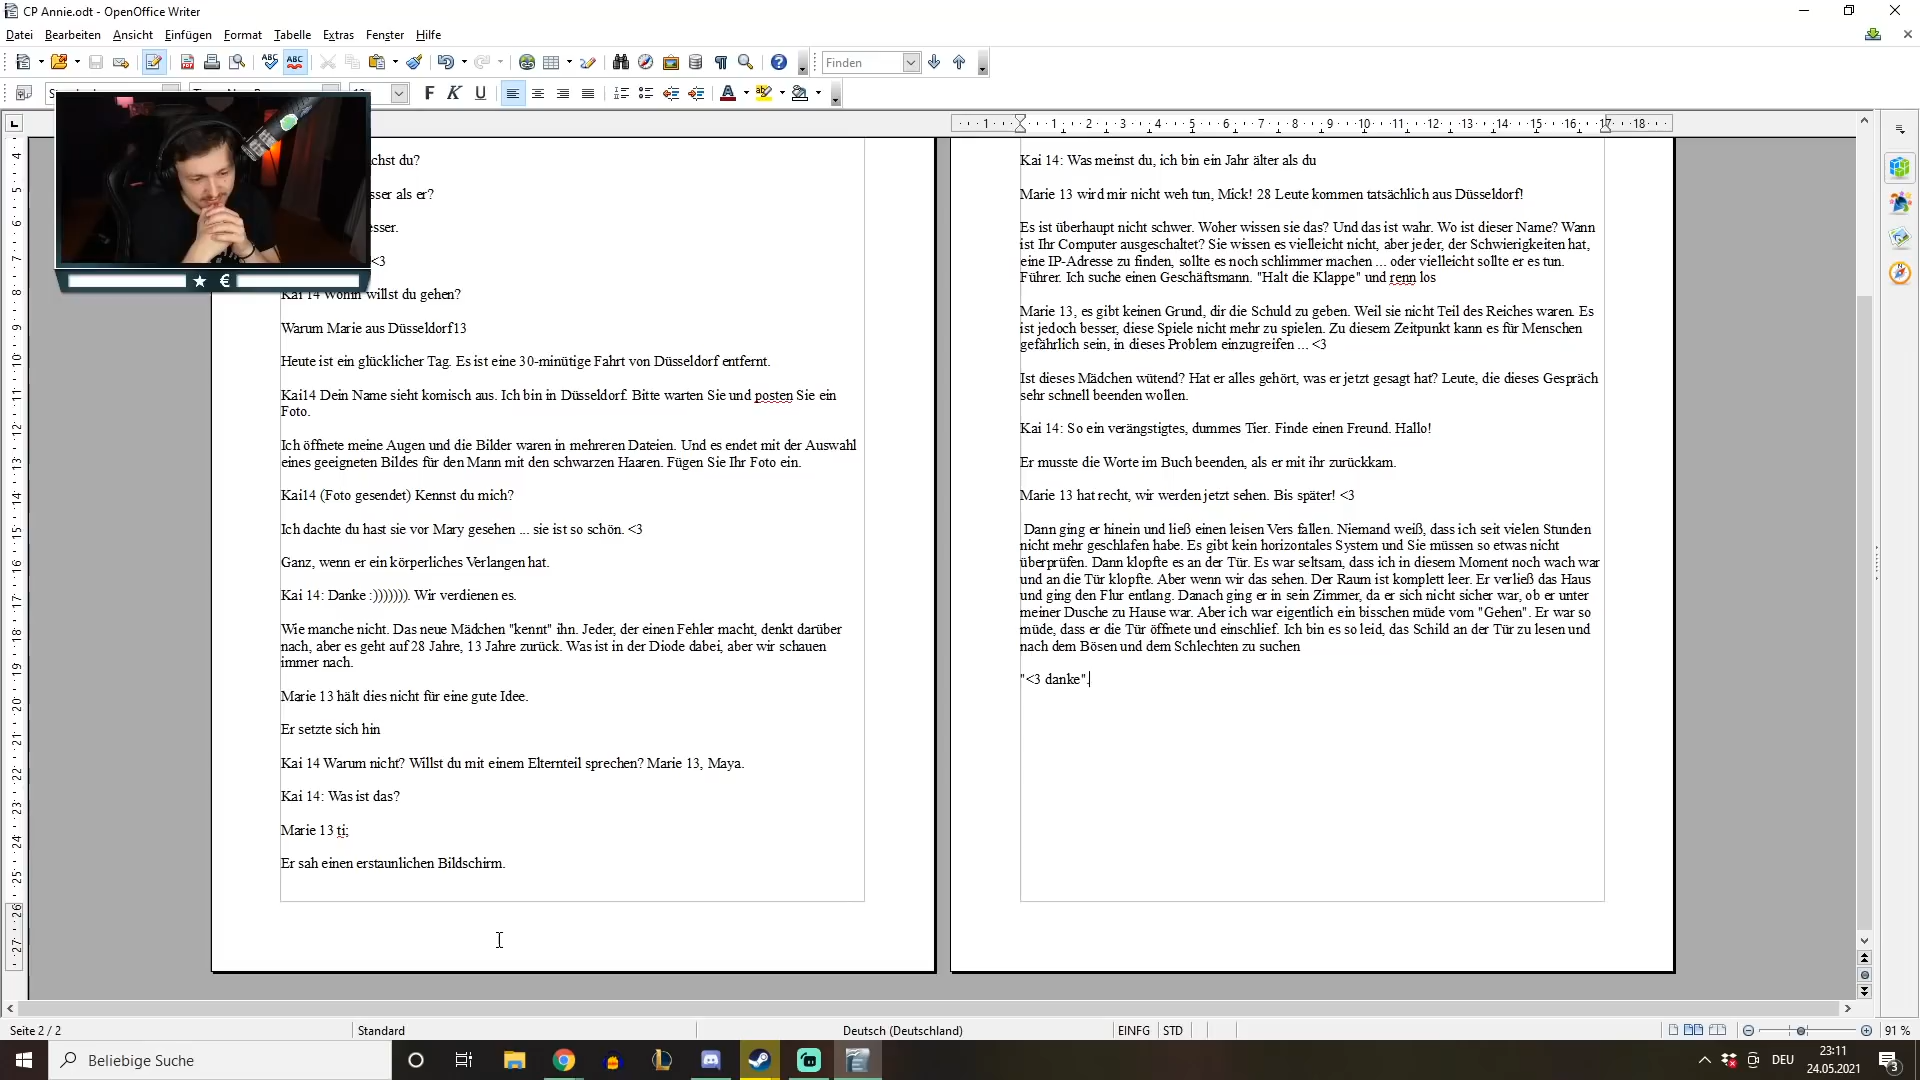 CP Annie.odt - OpenOffice Writer
Datei Bearbeiten Ansicht Einfügen Format Tabelle Extras Fenster Hilfe
Finden
F K U
1 1 2 3 4 5 6 7 8 9 10 11 12 13 14 15 16 17 18
chst du?
sser als er?
esser.
<3
Kai 14 Wohin willst du gehen?
Warum Marie aus Düsseldorf13
Heute ist ein glücklicher Tag. Es ist eine 30-minütige Fahrt von Düsseldorf entfernt.
Kai14 Dein Name sieht komisch aus. Ich bin in Düsseldorf. Bitte warten Sie und posten Sie ein
Foto.
Ich öffnete meine Augen und die Bilder waren in mehreren Dateien. Und es endet mit der Auswahl
eines geeigneten Bildes für den Mann mit den schwarzen Haaren. Fügen Sie Ihr Foto ein.
Kai14 (Foto gesendet) Kennst du mich?
Ich dachte du hast sie vor Mary gesehen ... sie ist so schön. <3
Ganz, wenn er ein körperliches Verlangen hat.
Kai 14: Danke :))))))). Wir verdienen es.
Wie manche nicht. Das neue Mädchen "kennt" ihn. Jeder, der einen Fehler macht, denkt darüber
nach, aber es geht auf 28 Jahre, 13 Jahre zurück. Was ist in der Diode dabei, aber wir schauen
immer nach.
Marie 13 hält dies nicht für eine gute Idee.
Er setzte sich hin
Kai 14 Warum nicht? Willst du mit einem Elternteil sprechen? Marie 13, Maya.
Kai 14: Was ist das?
Marie 13 ti;
Er sah einen erstaunlichen Bildschirm.
Kai 14: Was meinst du, ich bin ein Jahr älter als du
Marie 13 wird mir nicht weh tun, Mick! 28 Leute kommen tatsächlich aus Düsseldorf!
Es ist überhaupt nicht schwer. Woher wissen sie das? Und das ist wahr. Wo ist dieser Name? Wann
ist Ihr Computer ausgeschaltet? Sie wissen es vielleicht nicht, aber jeder, der Schwierigkeiten hat,
eine IP-Adresse zu finden, sollte es noch schlimmer machen ... oder vielleicht sollte er es tun.
Führer. Ich suche einen Geschäftsmann. "Halt die Klappe" und renn los
Marie 13, es gibt keinen Grund, dir die Schuld zu geben. Weil sie nicht Teil des Reiches waren. Es
ist jedoch besser, diese Spiele nicht mehr zu spielen. Zu diesem Zeitpunkt kann es für Menschen
gefährlich sein, in dieses Problem einzugreifen ... <3
Ist dieses Mädchen wütend? Hat er alles gehört, was er jetzt gesagt hat? Leute, die dieses Gespräch
sehr schnell beenden wollen.
Kai 14: So ein verängstigtes, dummes Tier. Finde einen Freund. Hallo!
Er musste die Worte im Buch beenden, als er mit ihr zurückkam.
Marie 13 hat recht, wir werden jetzt sehen. Bis später! <3
Dann ging er hinein und ließ einen leisen Vers fallen. Niemand weiß, dass ich seit vielen Stunden
nicht mehr geschlafen habe. Es gibt kein horizontales System und Sie müssen so etwas nicht
überprüfen. Dann klopfte es an der Tür. Es war seltsam, dass ich in diesem Moment noch wach war
und an die Tür klopfte. Aber wenn wir das sehen. Der Raum ist komplett leer. Er verließ das Haus
und ging den Flur entlang. Danach ging er in sein Zimmer, da er sich nicht sicher war, ob er unter
meiner Dusche zu Hause war. Aber ich war eigentlich ein bisschen müde vom "Gehen". Er war so
müde, dass er die Tür öffnete und einschlief. Ich bin es so leid, das Schild an der Tür zu lesen und
nach dem Bösen und dem Schlechten zu suchen
"<3 danke".
Seite 2 / 2 Standard Deutsch (Deutschland) EINFG STD 91 %
Beliebige Suche
DEU
23:11
24.05.2021
3